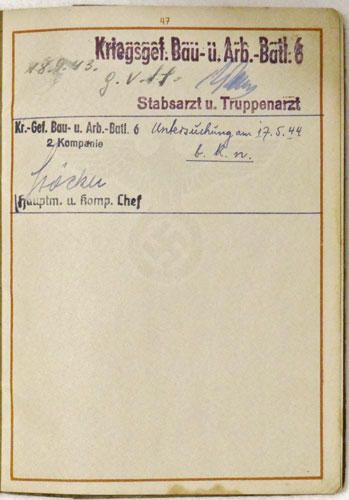 47
Kriegsgef. Bau- u. Arb.-Batl. 6
18.9.43. g. v. H.
Stabsarzt u. Truppenarzt
Kr.-Gef. Bau- u. Arb.-Batl. 6
2. Kompanie
Untersuchung am 17.5.44
b. K. n.
Hauptm. u. Komp. Chef